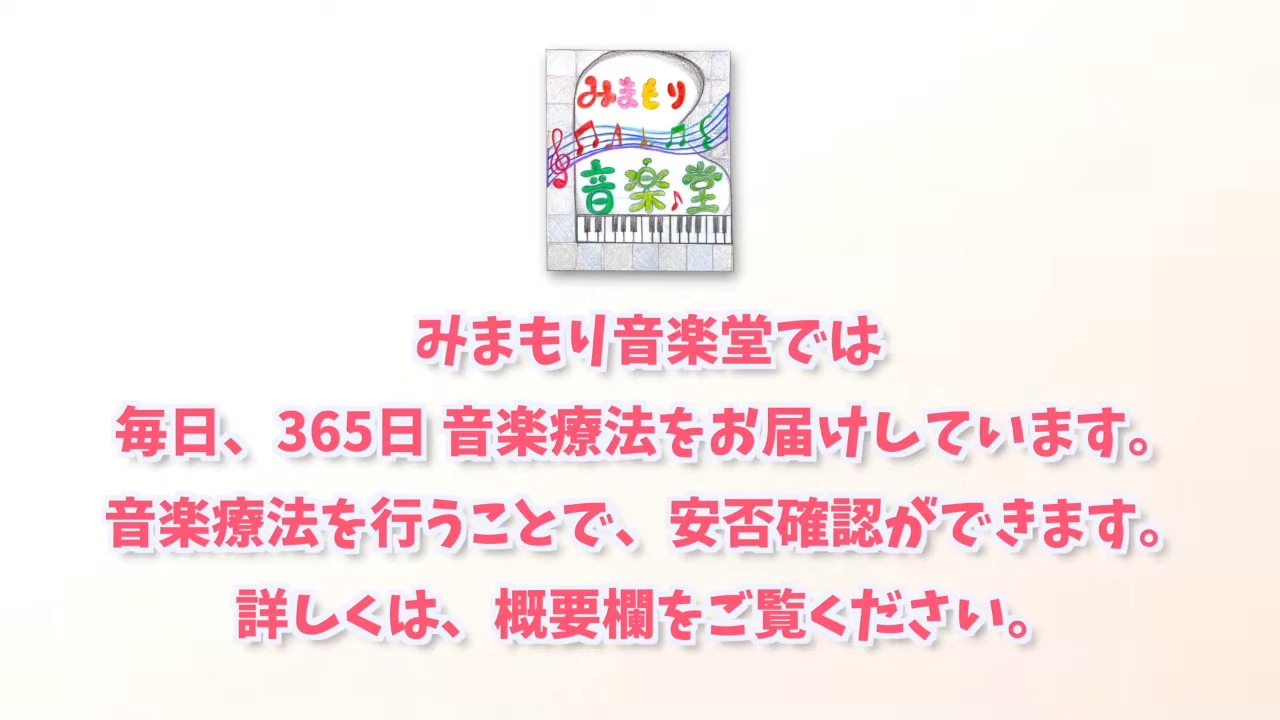 みまもり
音楽堂
みまもり音楽堂では
毎日、365日 音楽療法をお届けしています。
音楽療法を行うことで、安否確認ができます。
詳しくは、概要欄をご覧ください。